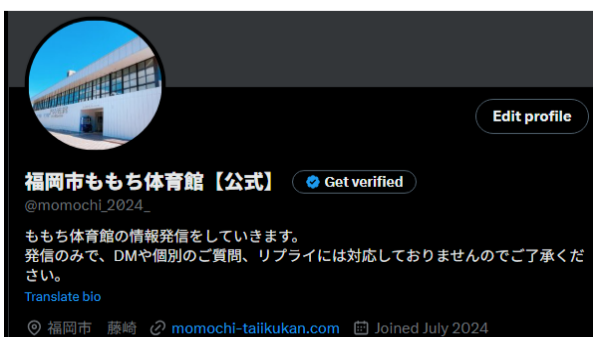 Edit profile
福岡市ももち体育館【公式】 Get verified
@momochi_2024_
ももち体育館の情報発信をしていきます。
発信のみで、DMや個別のご質問、リプライには対応しておりませんのでご了承くだ
さい。
Translate bio
福岡市 藤崎 momochi-taiikukan.com Joined July 2024